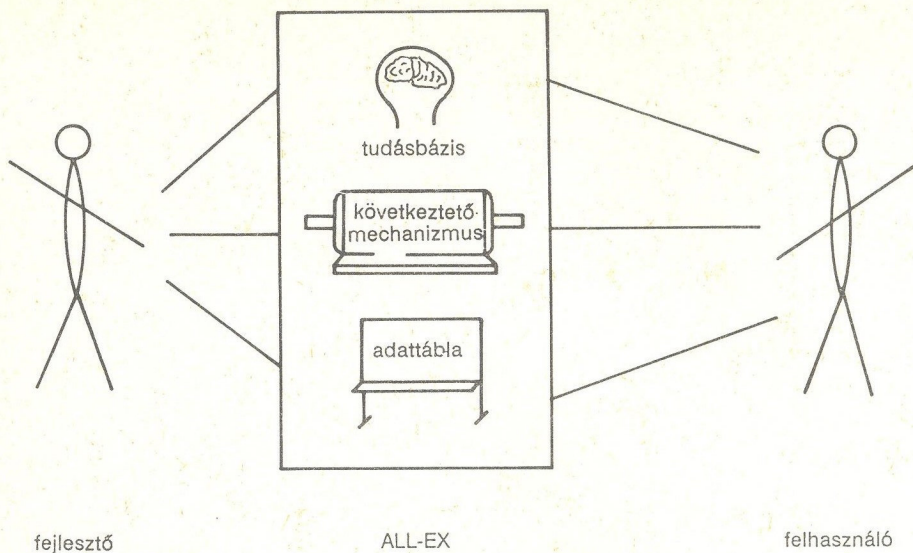 tudásbázis
következtető-
mechanizmus
adattábla
fejlesztő
ALL-EX
felhasználó